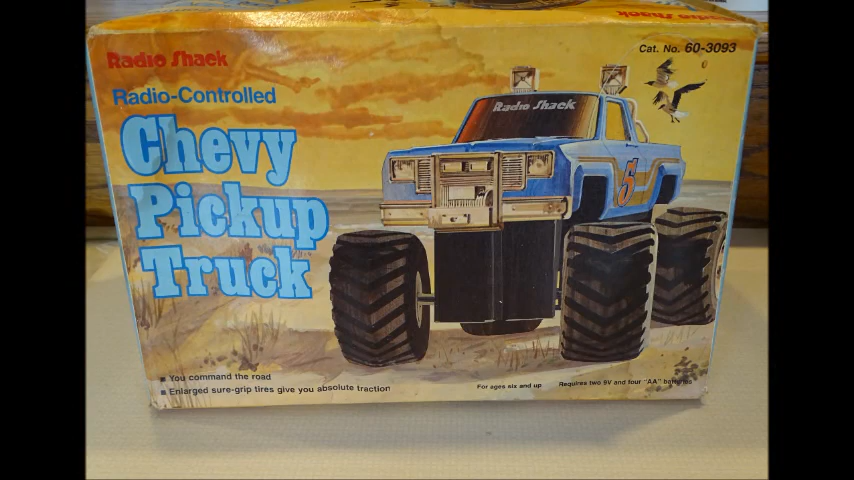 Radio Shack
Radio Shack
Cat. No. 60-3093
Radio-Controlled
Chevy
Pickup
Truck
Radio Shack
5
■ You command the road
■ Enlarged sure-grip tires give you absolute traction
For ages six and up
Requires two 9V and four "AA" batteries